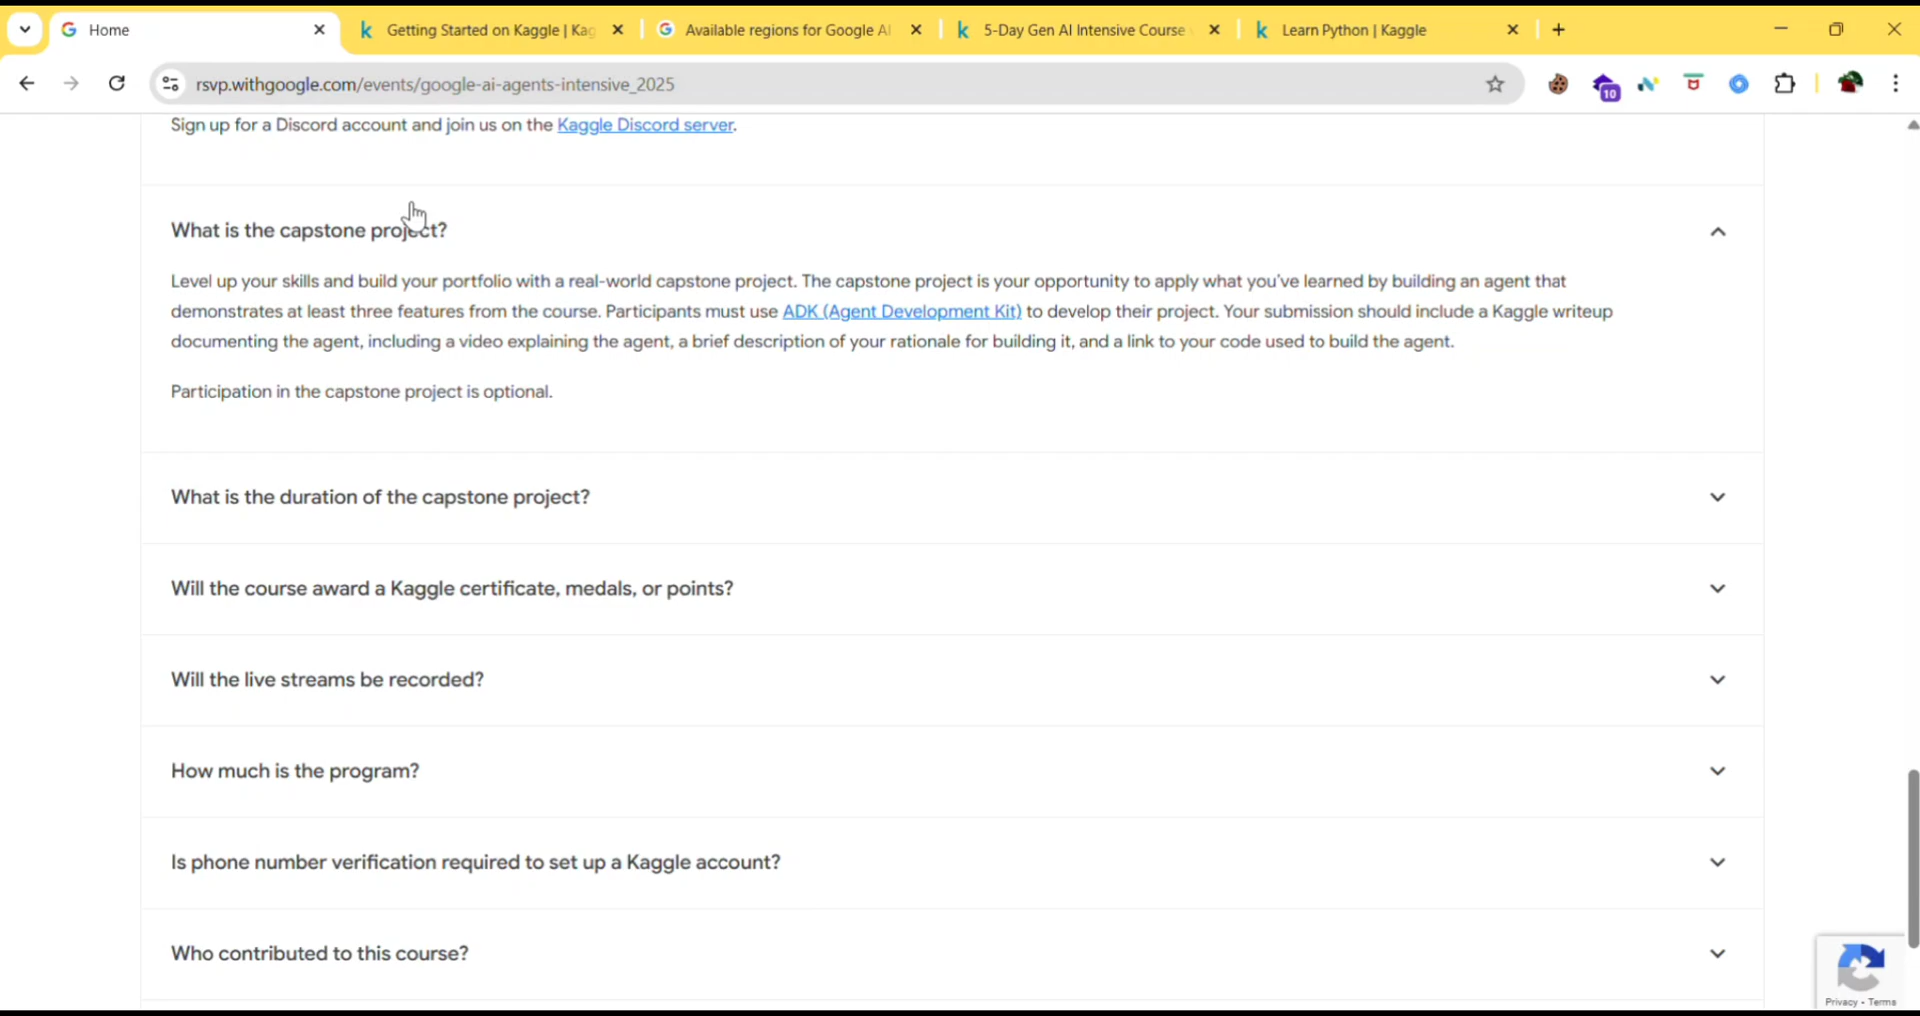 Home
Getting Started on Kaggle | Kag
Available regions for Google AI
5-Day Gen AI Intensive Course
Learn Python | Kaggle
rsvp.withgoogle.com/events/google-ai-agents-intensive_2025
10
Sign up for a Discord account and join us on the Kaggle Discord server.
What is the capstone project?
Level up your skills and build your portfolio with a real-world capstone project. The capstone project is your opportunity to apply what you've learned by building an agent that
demonstrates at least three features from the course. Participants must use ADK (Agent Development Kit) to develop their project. Your submission should include a Kaggle writeup
documenting the agent, including a video explaining the agent, a brief description of your rationale for building it, and a link to your code used to build the agent.
Participation in the capstone project is optional.
What is the duration of the capstone project?
Will the course award a Kaggle certificate, medals, or points?
Will the live streams be recorded?
How much is the program?
Is phone number verification required to set up a Kaggle account?
Who contributed to this course?
Privacy - Terms